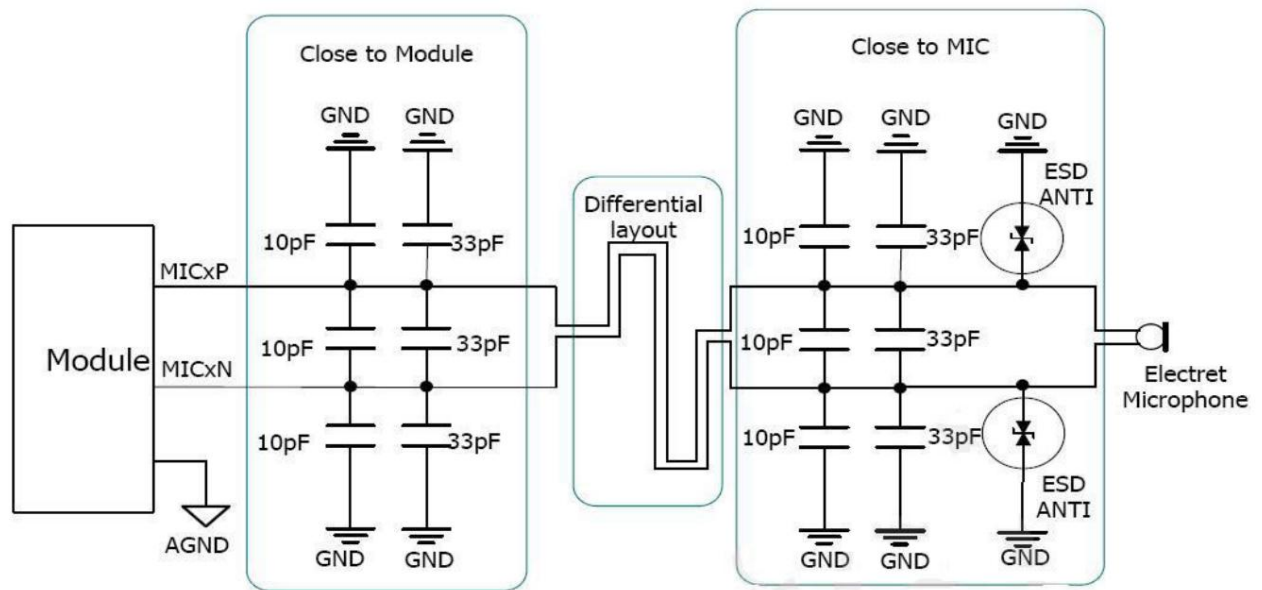 Close to Module
Close to MIC
GND
GND
GND
GND
GND
ESD
ANTI
Differential
layout
10pF
33pF
10pF
33pF
MICxP
10pF
33pF
10pF
33pF
Module
MICxN
Electret
Microphone
10pF
33pF
10pF
33pF
ESD
ANTI
AGND
GND
GND
GND
GND
GND